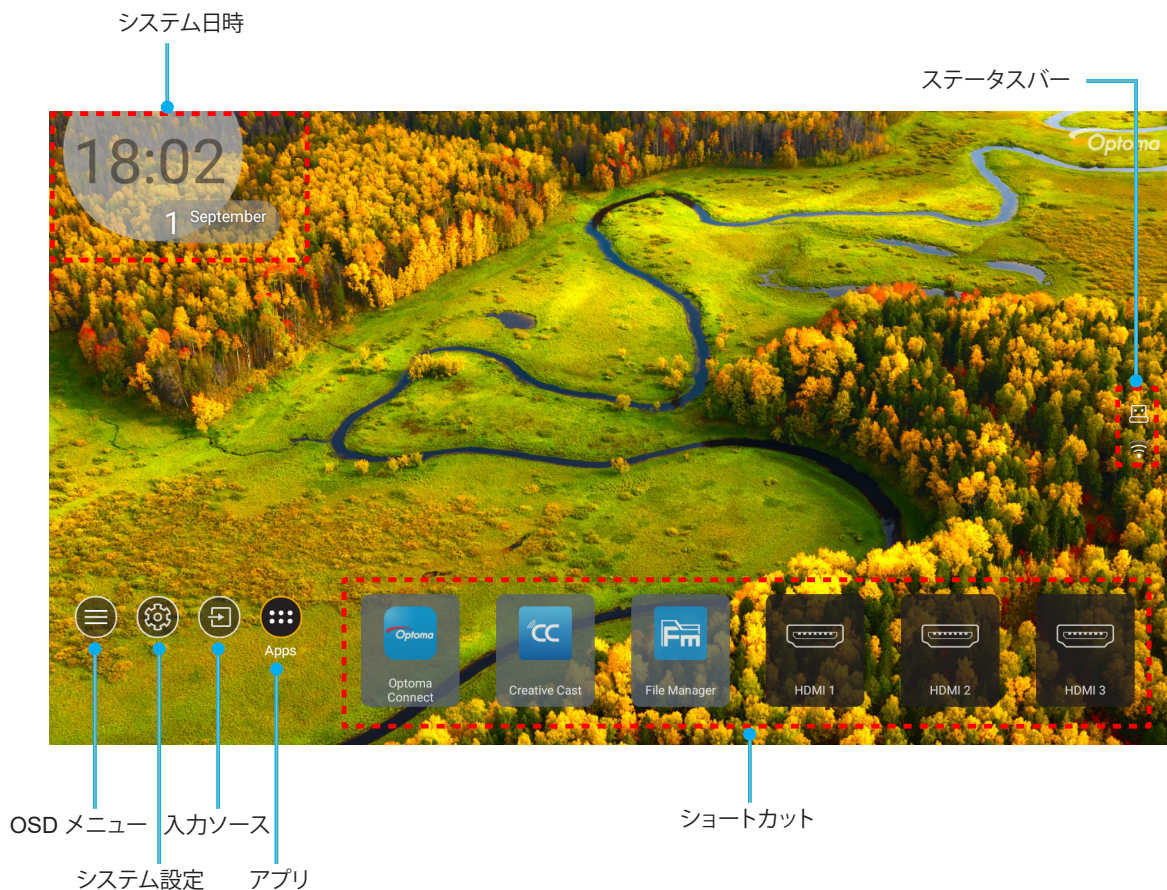 システム日時
ステータスバー
18:02
Optoma
1 September
Apps
Optoma
CC
Fm
Optoma
Connect
Creative Cast
File Manager
HDMI 1
HDMI 2
HDMI 3
OSD メニュー
入力ソース
ショートカット
システム設定
アプリ